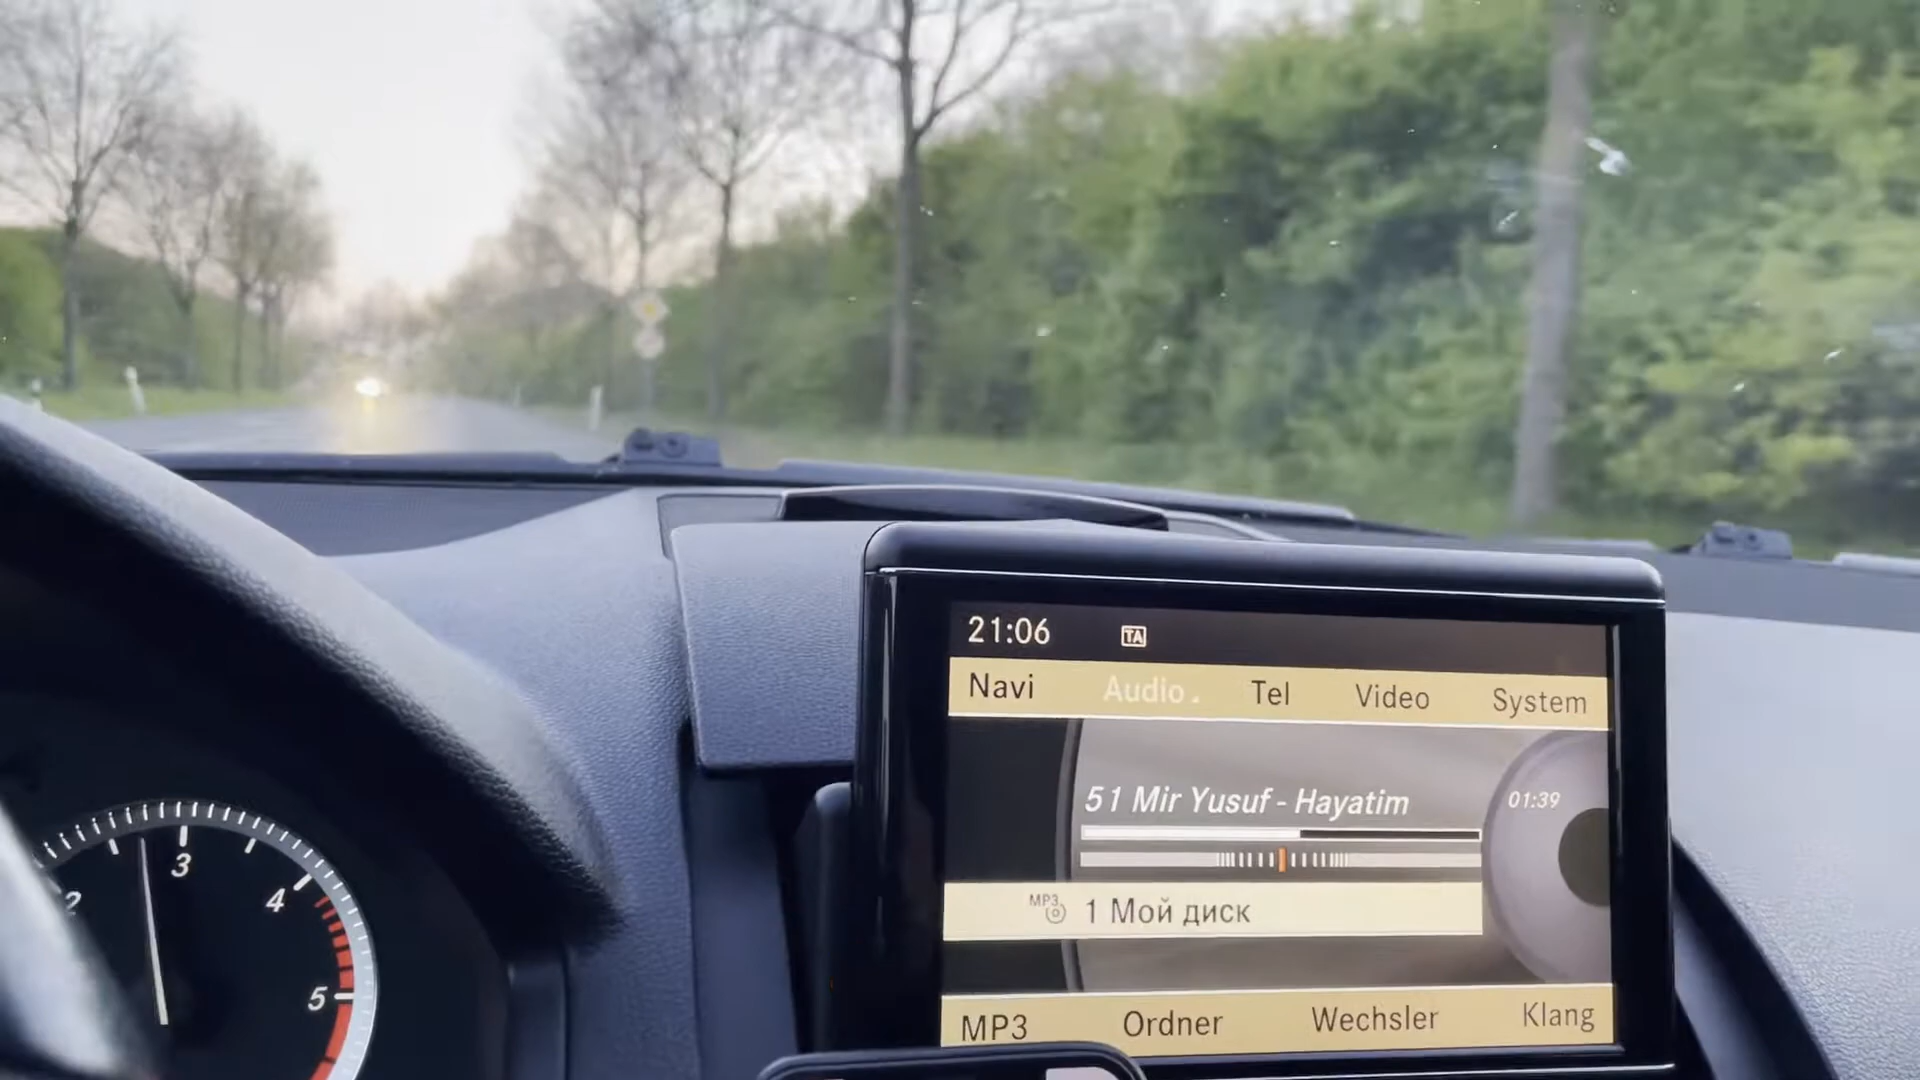 21:06 TA
Navi Audio Tel Video System
51 Mir Yusuf - Hayatim 01:39
MP3 1 Мой диск
MP3 Ordner Wechsler Klang
2 3 4 5